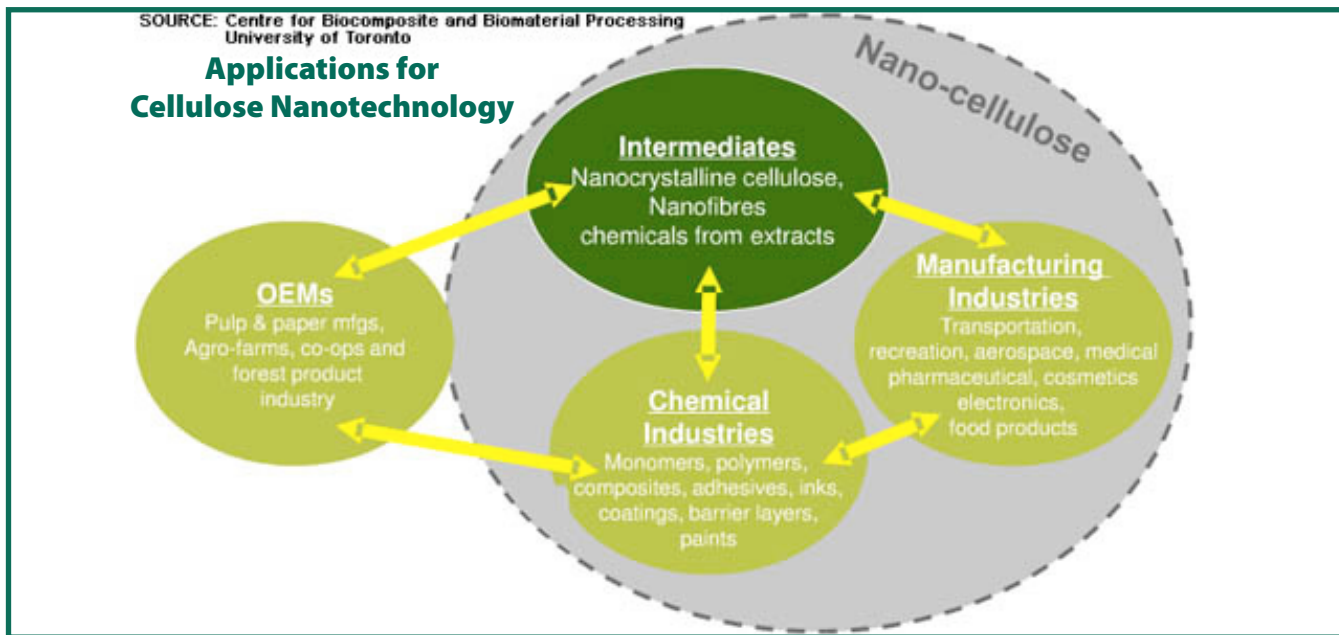 SOURCE: Centre for Biocomposite and Biomaterial Processing
University of Toronto
Applications for
Cellulose Nanotechnology
Nano-cellulose
Intermediates
Nanocrystalline cellulose,
Nanofibres
chemicals from extracts
OEMs
Pulp & paper mfgs,
Agro-farms, co-ops and
forest product
industry
Manufacturing
Industries
Transportation,
recreation, aerospace, medical
pharmaceutical, cosmetics
electronics,
food products
Chemical
Industries
Monomers, polymers,
composites, adhesives, inks,
coatings, barrier layers,
paints